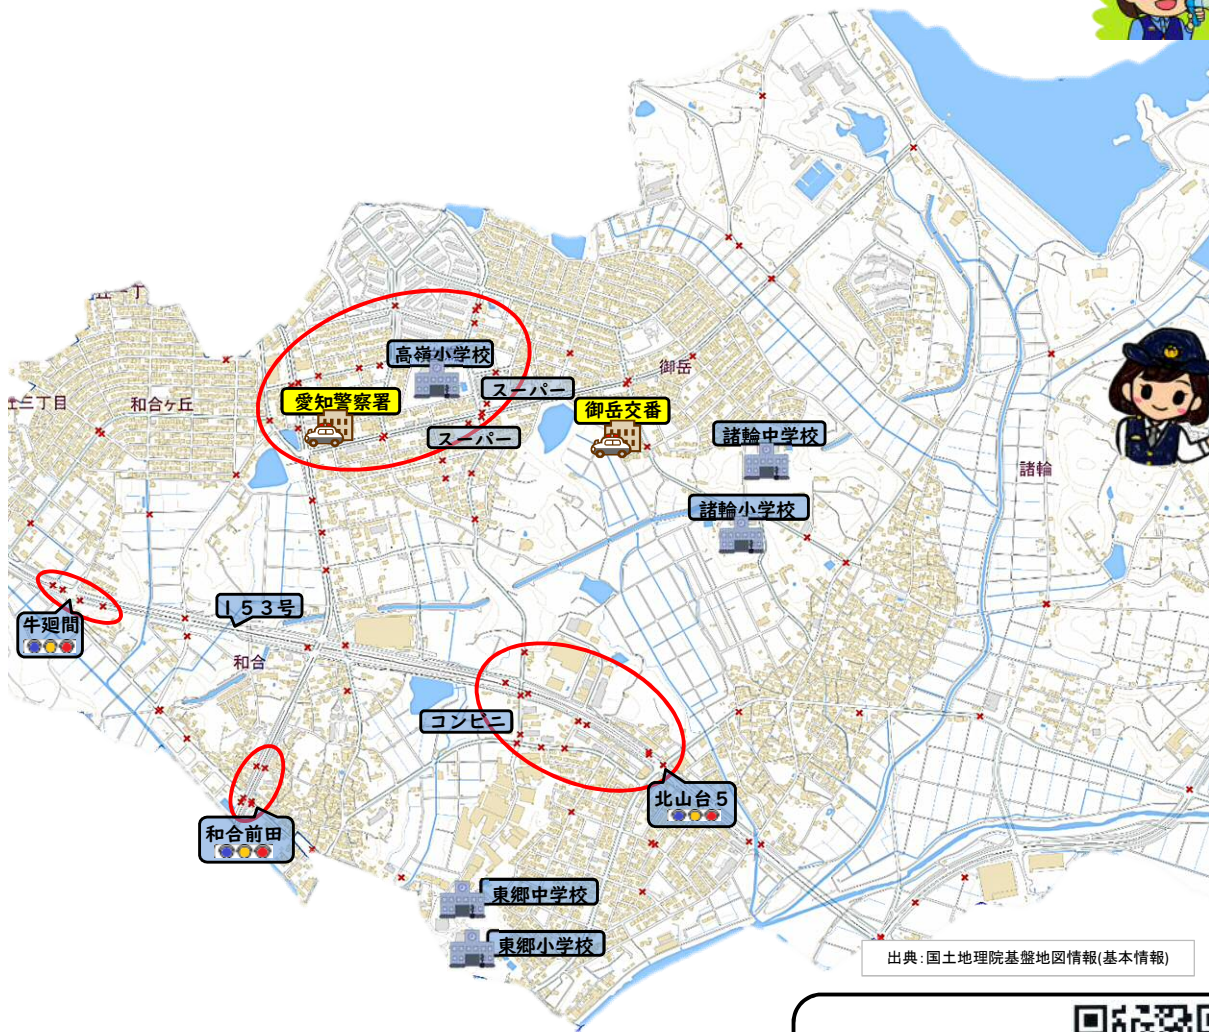 高嶺小学校
御岳
スーパー
愛知警察署
和合ヶ丘
三丁目
御岳交番
スーパー
諸輪中学校
諸輪
諸輪小学校
153号
牛廻間
和合
コンビニ
北山台5
和合前田
東郷中学校
東郷小学校
出典:国土地理院基盤地図情報(基本情報)